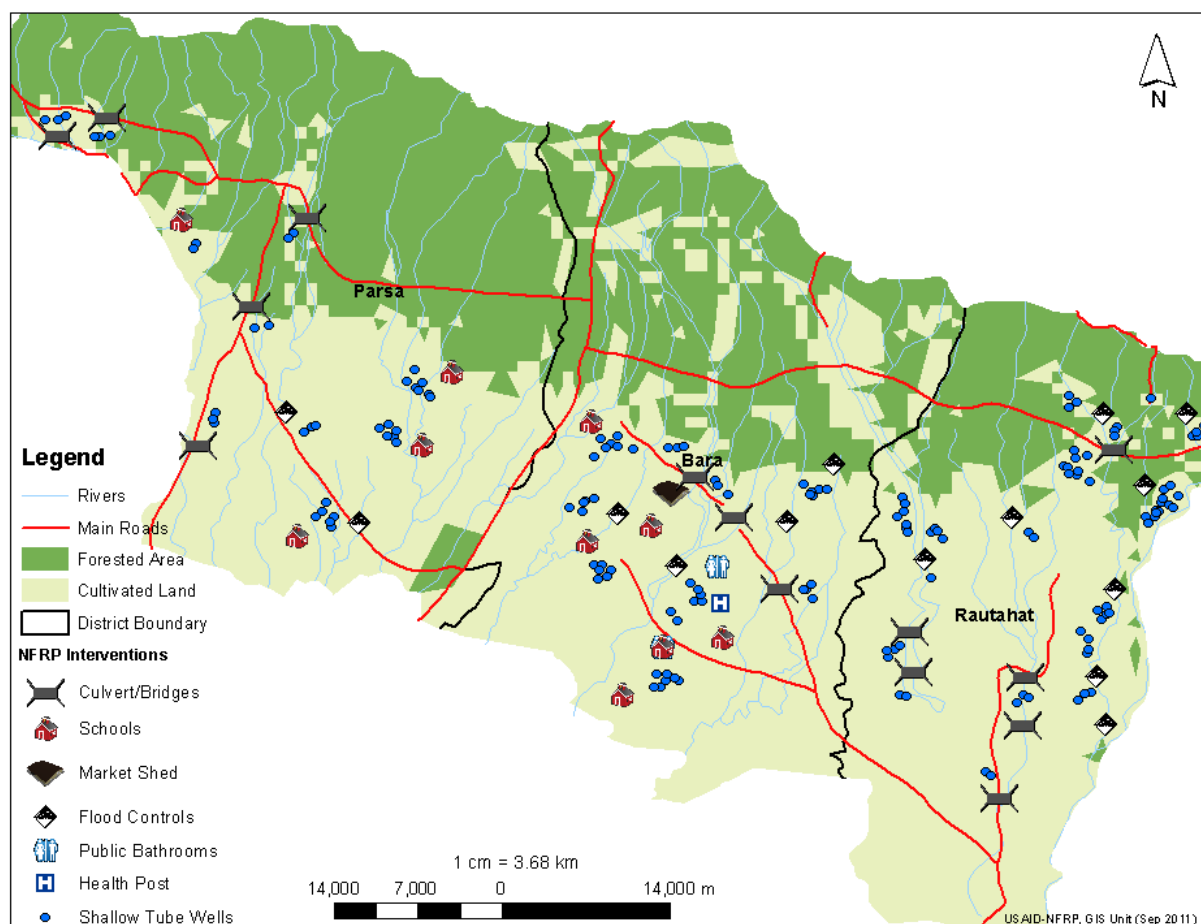 N
Parsa
Bara
Rautahat
Legend
Rivers
Main Roads
Forested Area
Cultivated Land
District Boundary
NFRP Interventions
Culvert/Bridges
Schools
Market Shed
Flood Controls
Public Bathrooms
H Health Post
Shallow Tube Wells
H
1 cm = 3.68 km
14,000 7,000 0 14,000 m
USAID-NFRP, GIS Unit (Sep 2011)